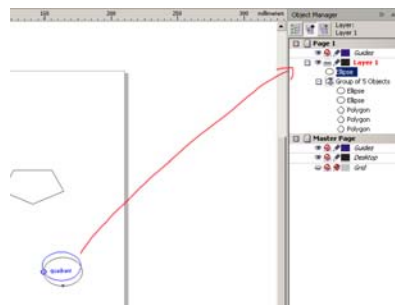 150
200
250
300
millimeters
Object Manager
Layer:
Layer 1
Page 1
Guides
Layer 1
Ellipse
Group of 5 Objects
Ellipse
Ellipse
Polygon
Polygon
Polygon
Master Page
Guides
Desktop
Grid
quadrant